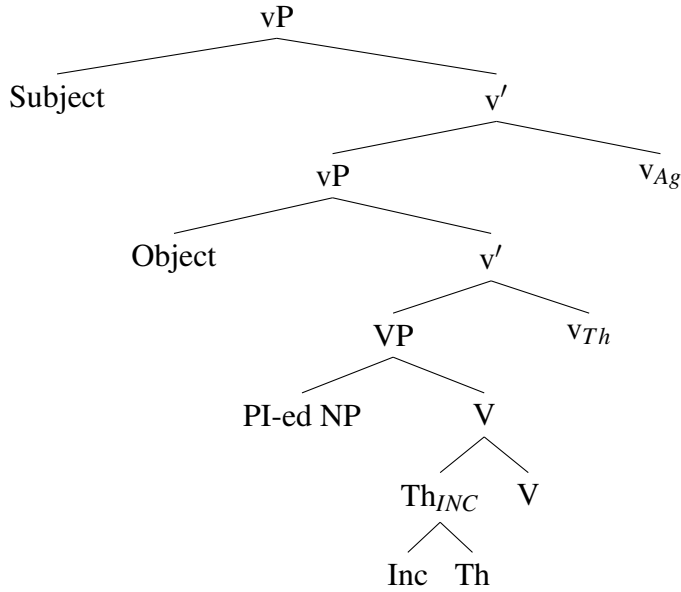 vP
Subject v′
vP v_Ag
Object v′
VP v_Th
PI-ed NP V
Th_INC V
Inc Th